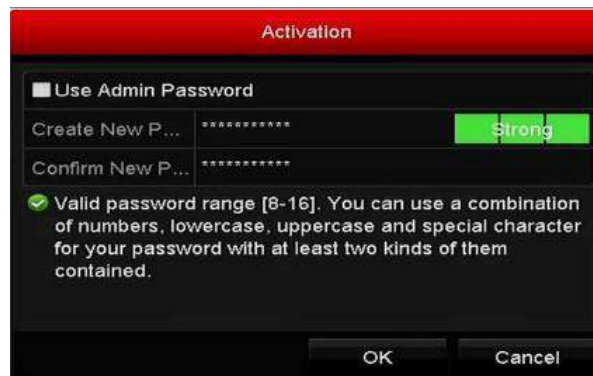 Activation
Use Admin Password
Create New P... *********** Strong
Confirm New P... ***********
Valid password range [8-16]. You can use a combination
of numbers, lowercase, uppercase and special character
for your password with at least two kinds of them
contained.
OK Cancel